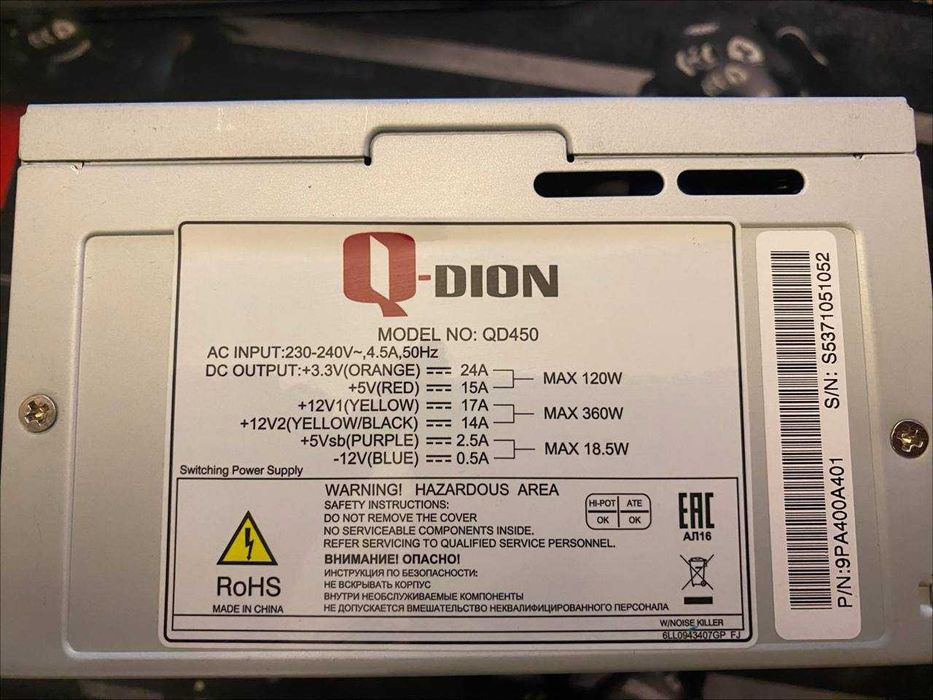 Q-DION
MODEL NO: QD450
AC INPUT:230-240V~,4.5A,50Hz
DC OUTPUT:+3.3V(ORANGE) ⎓ 24A
+5V(RED) ⎓ 15A
MAX 120W
+12V1(YELLOW) ⎓ 17A
+12V2(YELLOW/BLACK) ⎓ 14A
MAX 360W
+5Vsb(PURPLE) ⎓ 2.5A
-12V(BLUE) ⎓ 0.5A
MAX 18.5W
Switching Power Supply
WARNING! HAZARDOUS AREA
SAFETY INSTRUCTIONS:
DO NOT REMOVE THE COVER
NO SERVICEABLE COMPONENTS INSIDE.
REFER SERVICING TO QUALIFIED SERVICE PERSONNEL.
ВНИМАНИЕ! ОПАСНО!
ИНСТРУКЦИЯ ПО БЕЗОПАСНОСТИ:
НЕ ВСКРЫВАТЬ КОРПУС
ВНУТРИ НЕОБСЛУЖИВАЕМЫЕ КОМПОНЕНТЫ
НЕ ДОПУСКАЕТСЯ ВМЕШАТЕЛЬСТВО НЕКВАЛИФИЦИРОВАННОГО ПЕРСОНАЛА
RoHS
MADE IN CHINA
HI-POT ATE
OK OK
EAC
АЛ16
W/NOISE KILLER
6LL0943407GP FJ
P/N:9PA400A401 S/N: S5371051052